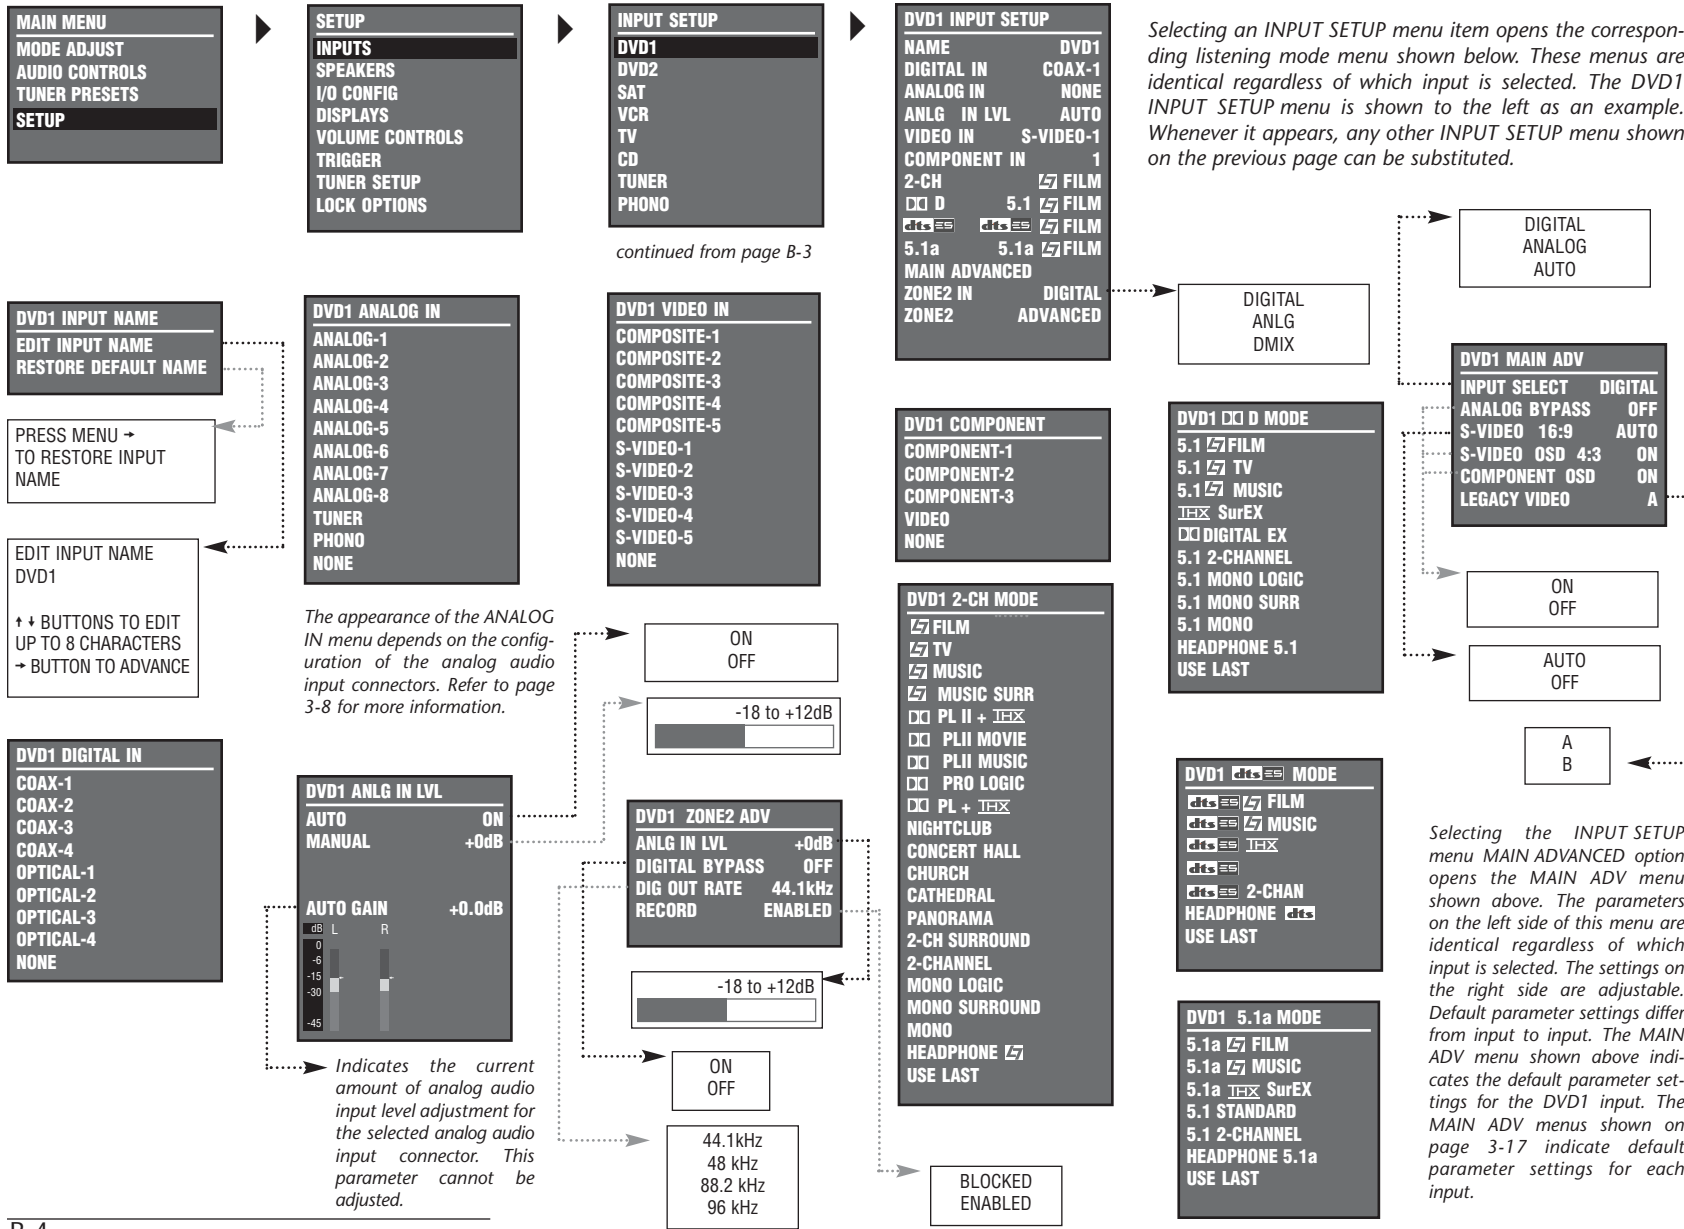 MAIN MENU
MODE ADJUST
AUDIO CONTROLS
TUNER PRESETS
SETUP
SETUP
INPUTS
SPEAKERS
I/O CONFIG
DISPLAYS
VOLUME CONTROLS
TRIGGER
TUNER SETUP
LOCK OPTIONS
INPUT SETUP
DVD1
DVD2
SAT
VCR
TV
CD
TUNER
PHONO
continued from page B-3
DVD1 INPUT SETUP
NAME DVD1
DIGITAL IN COAX-1
ANALOG IN NONE
ANLG IN LVL AUTO
VIDEO IN S-VIDEO-1
COMPONENT IN 1
2-CH FILM
D 5.1 FILM
dts ES dts ES FILM
5.1a 5.1a FILM
MAIN ADVANCED
ZONE2 IN DIGITAL
ZONE2 ADVANCED
Selecting an INPUT SETUP menu item opens the correspon-
ding listening mode menu shown below. These menus are
identical regardless of which input is selected. The DVD1
INPUT SETUP menu is shown to the left as an example.
Whenever it appears, any other INPUT SETUP menu shown
on the previous page can be substituted.
DIGITAL
ANLG
DMIX
DIGITAL
ANALOG
AUTO
DVD1 INPUT NAME
EDIT INPUT NAME
RESTORE DEFAULT NAME
PRESS MENU →
TO RESTORE INPUT
NAME
EDIT INPUT NAME
DVD1
↑ ↓ BUTTONS TO EDIT
UP TO 8 CHARACTERS
→ BUTTON TO ADVANCE
DVD1 DIGITAL IN
COAX-1
COAX-2
COAX-3
COAX-4
OPTICAL-1
OPTICAL-2
OPTICAL-3
OPTICAL-4
NONE
DVD1 ANALOG IN
ANALOG-1
ANALOG-2
ANALOG-3
ANALOG-4
ANALOG-5
ANALOG-6
ANALOG-7
ANALOG-8
TUNER
PHONO
NONE
The appearance of the ANALOG
IN menu depends on the config-
uration of the analog audio
input connectors. Refer to page
3-8 for more information.
DVD1 ANLG IN LVL
AUTO ON
MANUAL +0dB
AUTO GAIN +0.0dB
dB L R
0
-6
-15
-30
-45
Indicates the current
amount of analog audio
input level adjustment for
the selected analog audio
input connector. This
parameter cannot be
adjusted.
DVD1 VIDEO IN
COMPOSITE-1
COMPOSITE-2
COMPOSITE-3
COMPOSITE-4
COMPOSITE-5
S-VIDEO-1
S-VIDEO-2
S-VIDEO-3
S-VIDEO-4
S-VIDEO-5
NONE
ON
OFF
-18 to +12dB
DVD1 ZONE2 ADV
ANLG IN LVL +0dB
DIGITAL BYPASS OFF
DIG OUT RATE 44.1kHz
RECORD ENABLED
-18 to +12dB
ON
OFF
44.1kHz
48 kHz
88.2 kHz
96 kHz
DVD1 COMPONENT
COMPONENT-1
COMPONENT-2
COMPONENT-3
VIDEO
NONE
DVD1 2-CH MODE
FILM
TV
MUSIC
MUSIC SURR
PL II + THX
PLII MOVIE
PLII MUSIC
PRO LOGIC
PL + THX
NIGHTCLUB
CONCERT HALL
CHURCH
CATHEDRAL
PANORAMA
2-CH SURROUND
2-CHANNEL
MONO LOGIC
MONO SURROUND
MONO
HEADPHONE
USE LAST
BLOCKED
ENABLED
DVD1 D MODE
5.1 FILM
5.1 TV
5.1 MUSIC
THX SurEX
DIGITAL EX
5.1 2-CHANNEL
5.1 MONO LOGIC
5.1 MONO SURR
5.1 MONO
HEADPHONE 5.1
USE LAST
DVD1 dts ES MODE
dts ES FILM
dts ES MUSIC
dts ES THX
dts ES
dts ES 2-CHAN
HEADPHONE dts
USE LAST
DVD1 5.1a MODE
5.1a FILM
5.1a MUSIC
5.1a THX SurEX
5.1 STANDARD
5.1 2-CHANNEL
HEADPHONE 5.1a
USE LAST
DVD1 MAIN ADV
INPUT SELECT DIGITAL
ANALOG BYPASS OFF
S-VIDEO 16:9 AUTO
S-VIDEO OSD 4:3 ON
COMPONENT OSD ON
LEGACY VIDEO A
ON
OFF
AUTO
OFF
A
B
Selecting the INPUT SETUP
menu MAIN ADVANCED option
opens the MAIN ADV menu
shown above. The parameters
on the left side of this menu are
identical regardless of which
input is selected. The settings on
the right side are adjustable.
Default parameter settings differ
from input to input. The MAIN
ADV menu shown above indi-
cates the default parameter set-
tings for the DVD1 input. The
MAIN ADV menus shown on
page 3-17 indicate default
parameter settings for each
input.
B-4